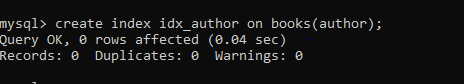 mysql> create index idx_author on books(author);
Query OK, 0 rows affected (0.04 sec)
Records: 0  Duplicates: 0  Warnings: 0